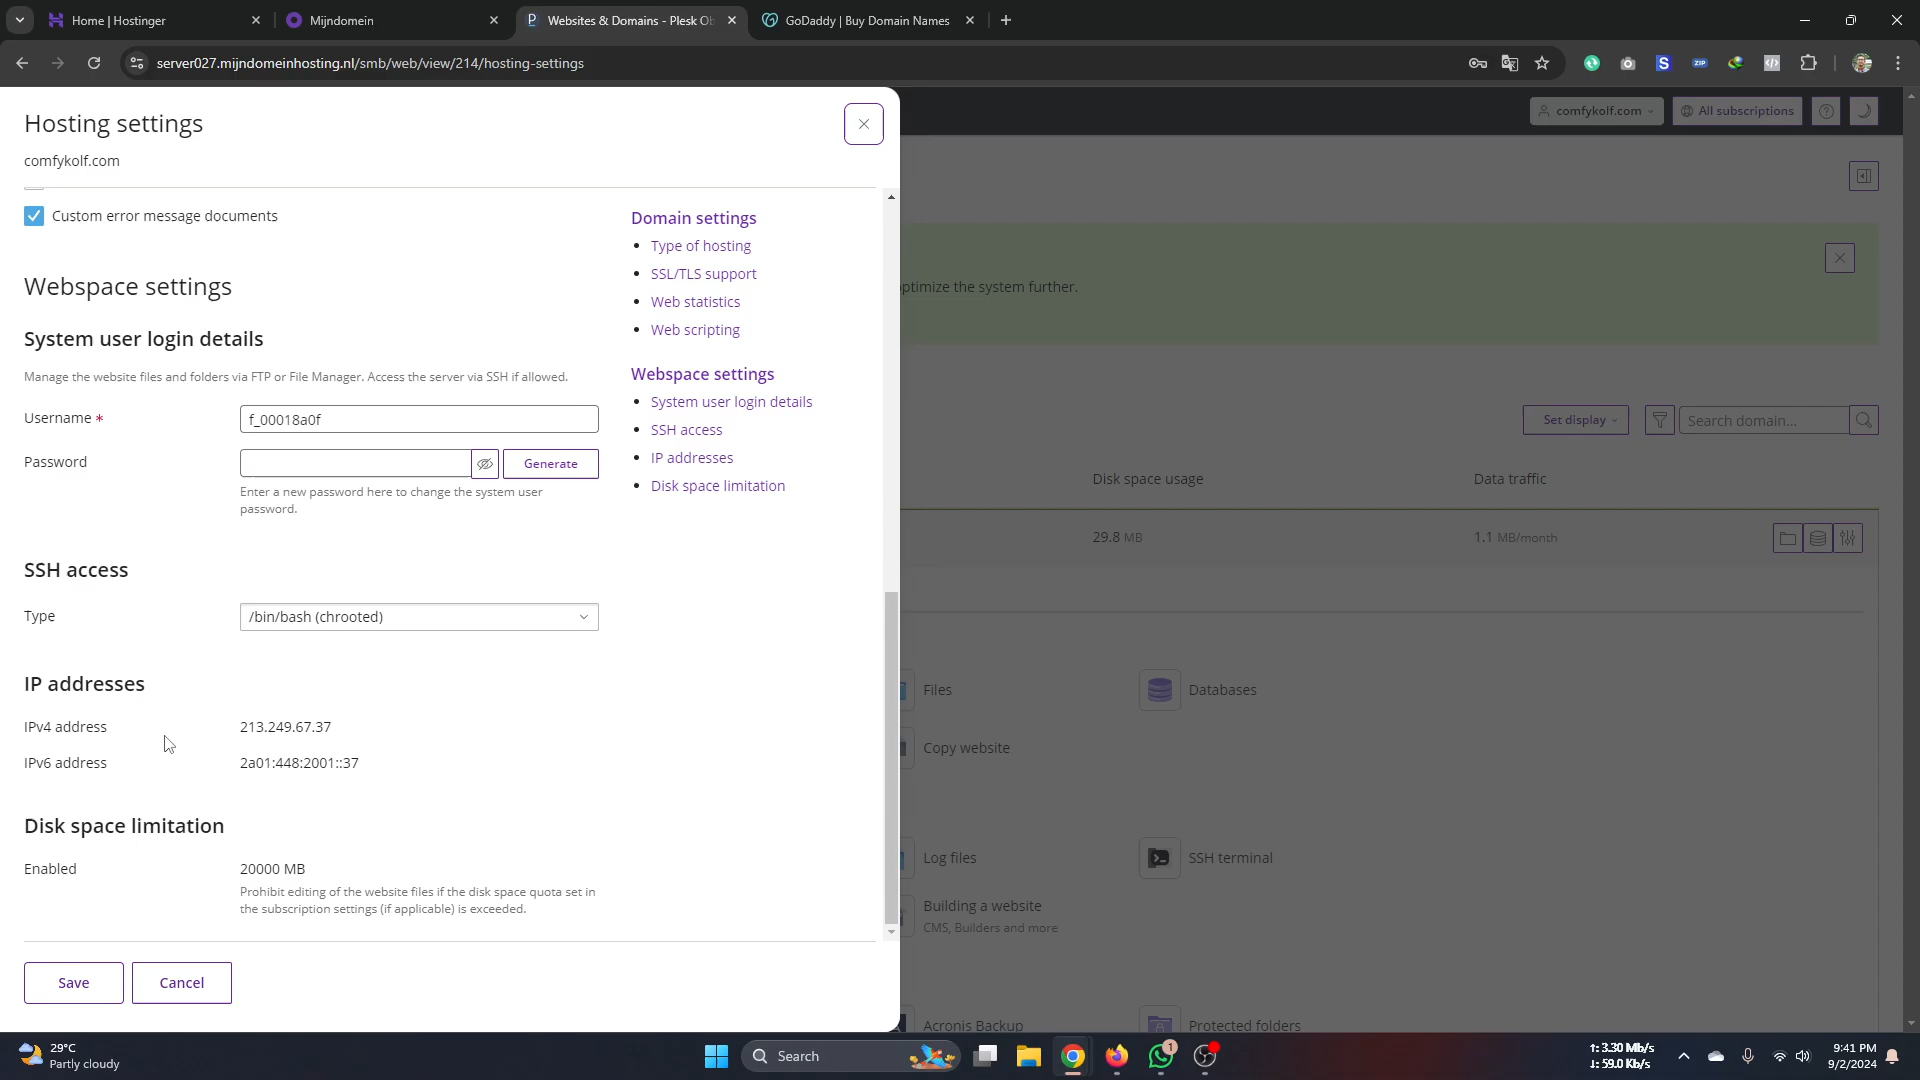 Home | Hostinger
Mijndomein
Websites & Domains - Plesk Ob
GoDaddy | Buy Domain Names
server027.mijndomeinhosting.nl/smb/web/view/214/hosting-settings
Hosting settings
comfykolf.com
comfykolf.com
All subscriptions
Custom error message documents
Webspace settings
System user login details
Manage the website files and folders via FTP or File Manager. Access the server via SSH if allowed.
Username *
f_00018a0f
Password
Generate
Enter a new password here to change the system user
password.
SSH access
Type
/bin/bash (chrooted)
IP addresses
IPv4 address
213.249.67.37
IPv6 address
2a01:448:2001::37
Disk space limitation
Enabled
20000 MB
Prohibit editing of the website files if the disk space quota set in
the subscription settings (if applicable) is exceeded.
Save
Cancel
Domain settings
Type of hosting
SSL/TLS support
Web statistics
Web scripting
Webspace settings
System user login details
SSH access
IP addresses
Disk space limitation
ptimize the system further.
Set display
Search domain...
Disk space usage
Data traffic
29.8 MB
1.1 MB/month
Files
Databases
Copy website
Log files
SSH terminal
Building a website
CMS, Builders and more
Acronis Backup
Protected folders
29°C
Partly cloudy
Search
1
↑: 3.30 Mb/s
↓: 59.0 Kb/s
9:41 PM
9/2/2024